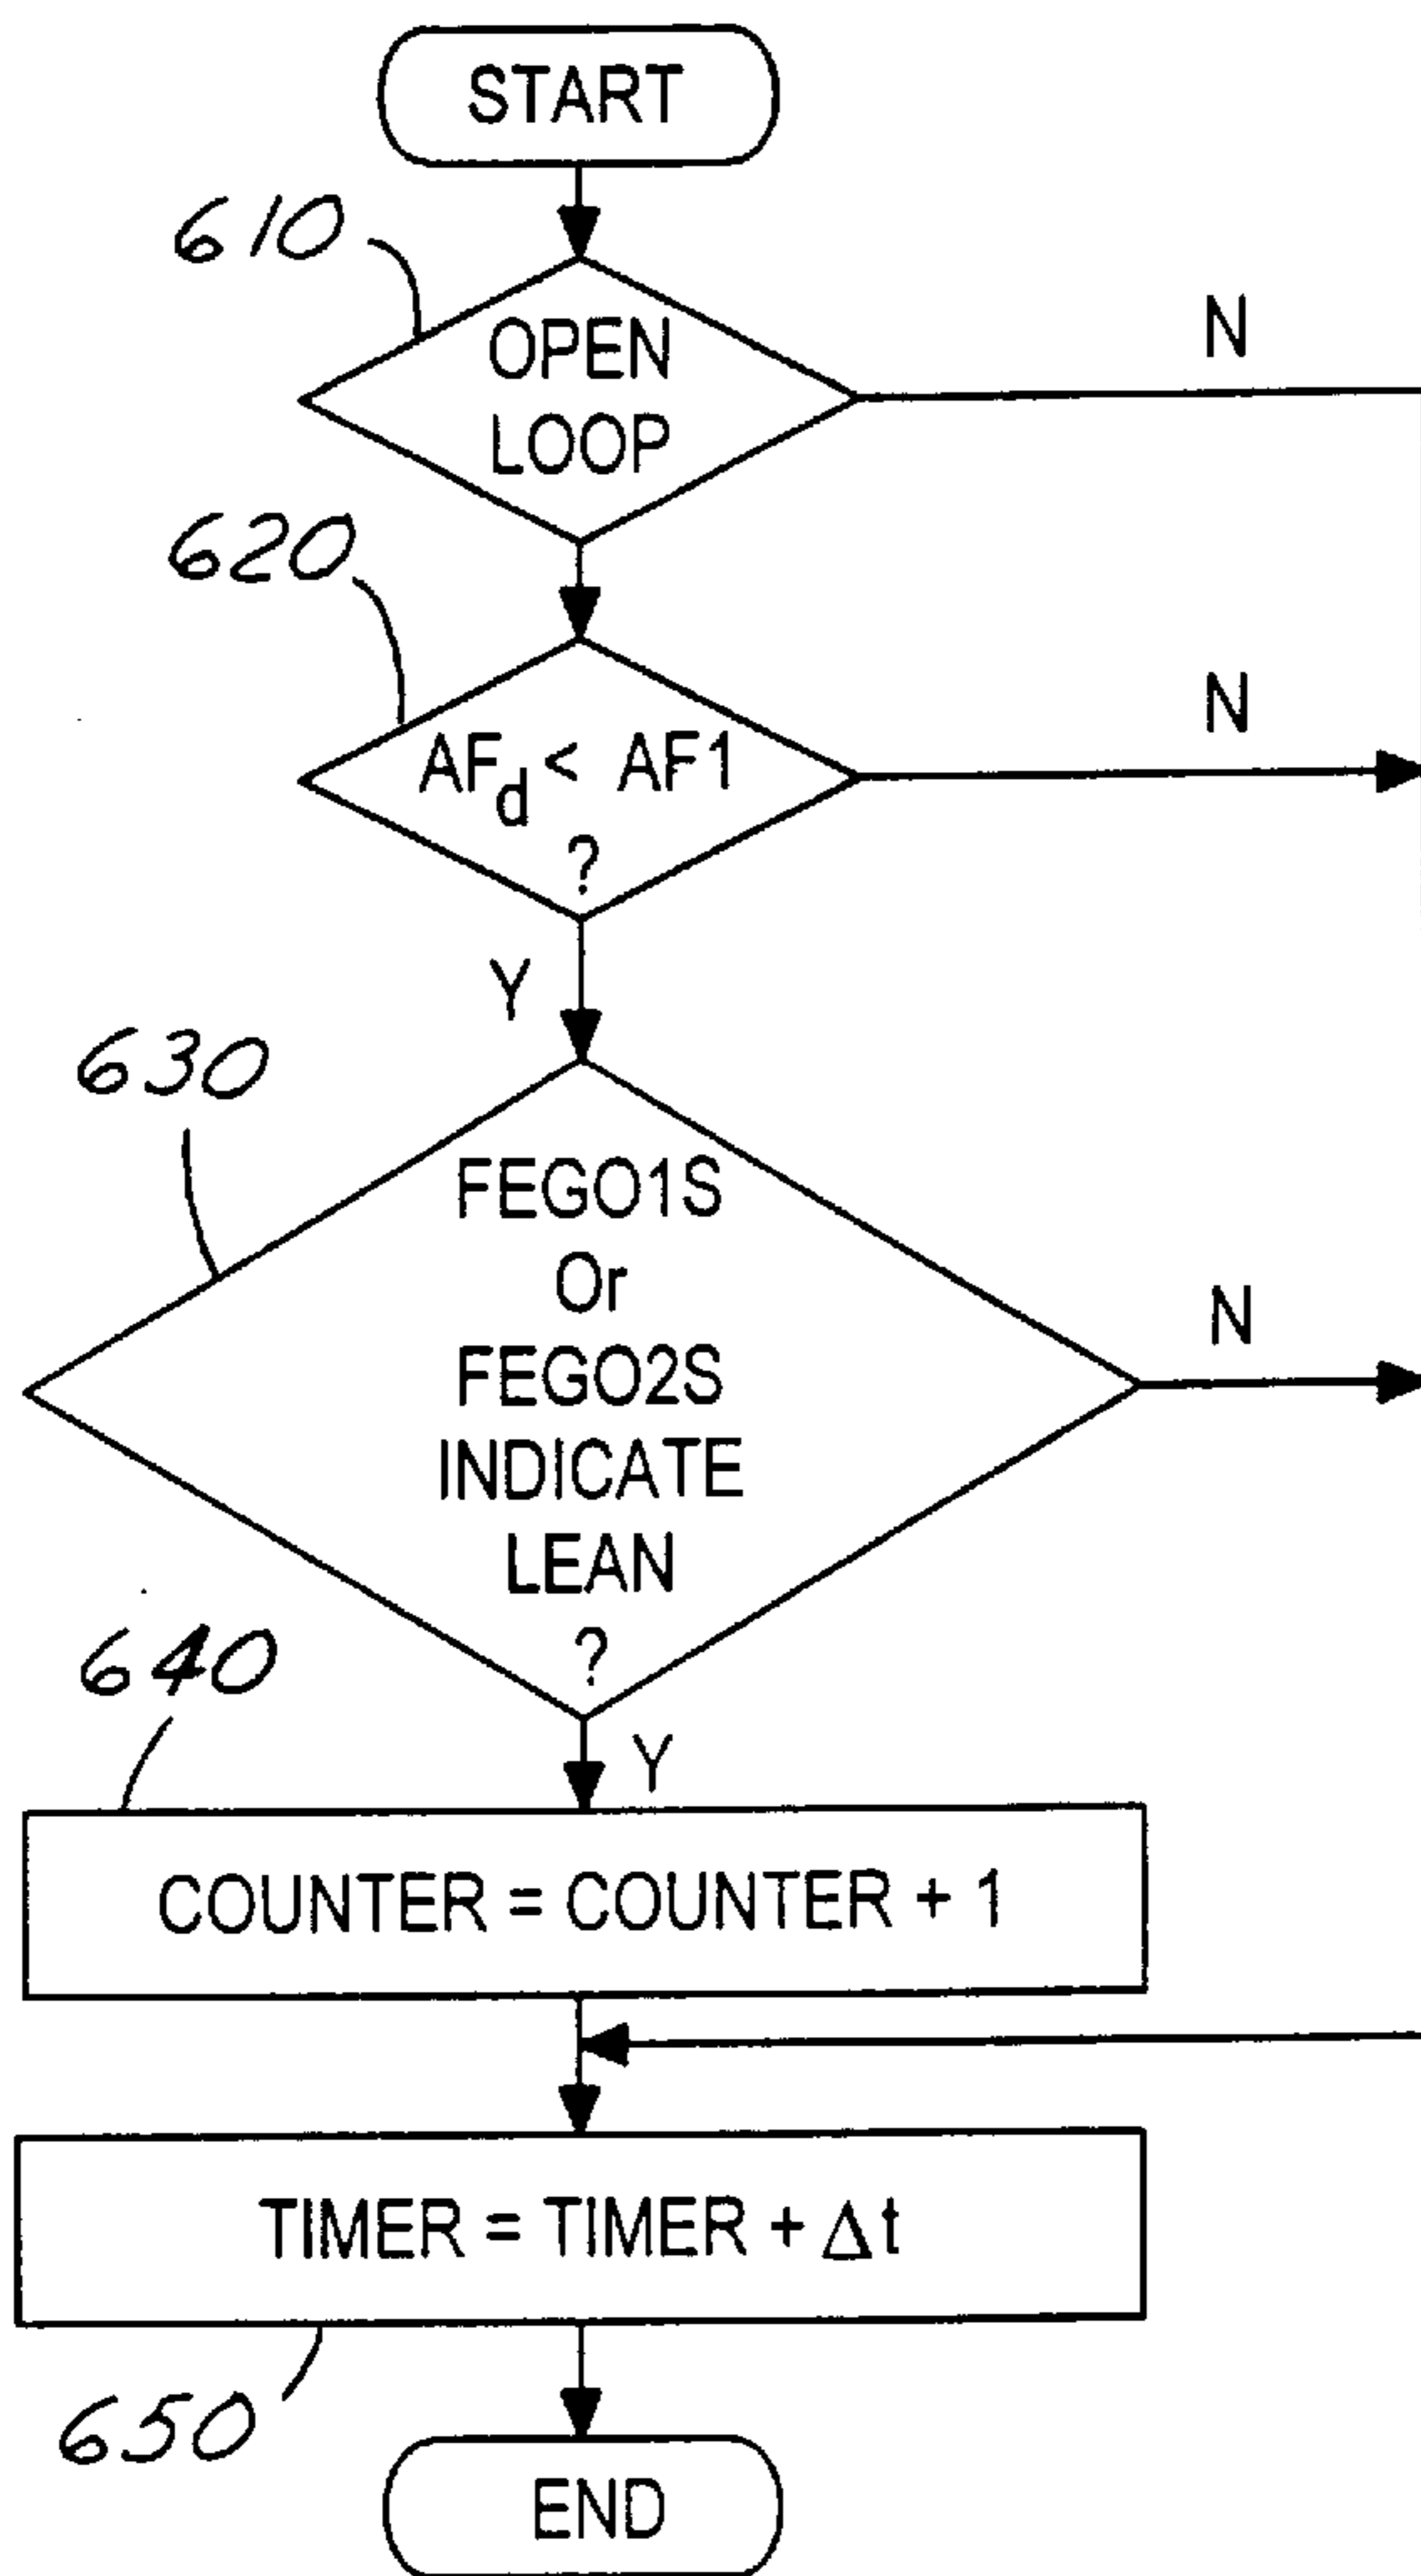 START
610
OPEN
LOOP
N
620
AFd < AF1
?
N
Y
630
FEGO1S
Or
FEGO2S
INDICATE
LEAN
?
N
Y
640
COUNTER = COUNTER + 1
TIMER = TIMER + Δt
650
END